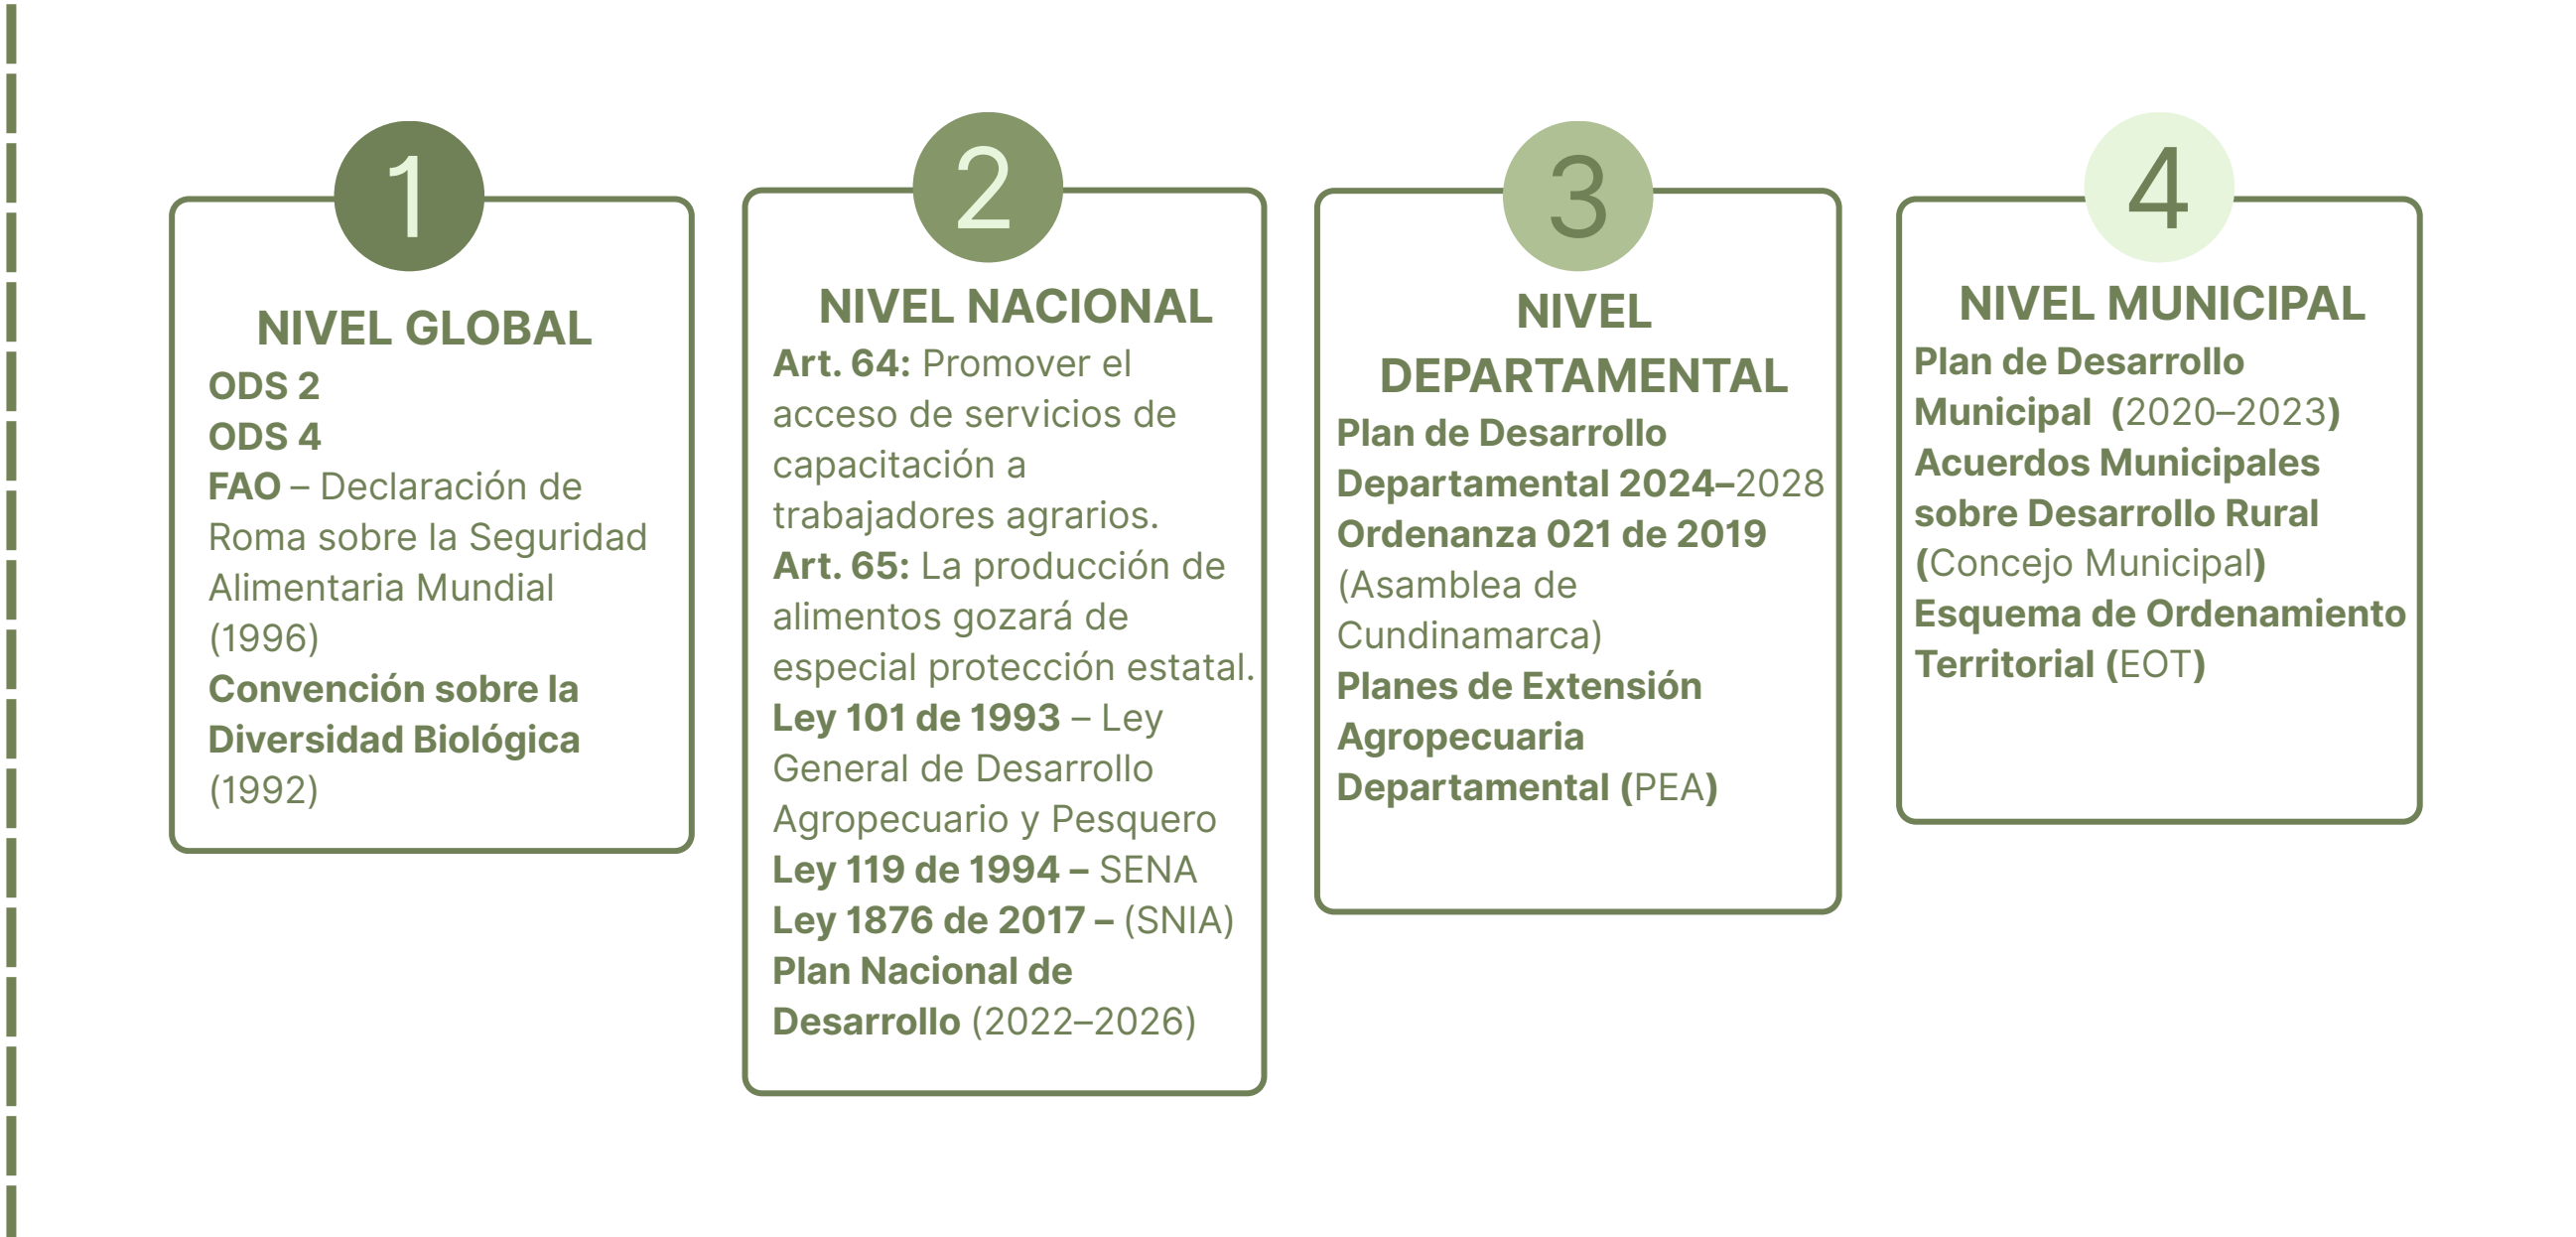 1
NIVEL GLOBAL
ODS 2
ODS 4
FAO – Declaración de
Roma sobre la Seguridad
Alimentaria Mundial
(1996)
Convención sobre la
Diversidad Biológica
(1992)
2
NIVEL NACIONAL
Art. 64: Promover el
acceso de servicios de
capacitación a
trabajadores agrarios.
Art. 65: La producción de
alimentos gozará de
especial protección estatal.
Ley 101 de 1993 – Ley
General de Desarrollo
Agropecuario y Pesquero
Ley 119 de 1994 – SENA
Ley 1876 de 2017 – (SNIA)
Plan Nacional de
Desarrollo (2022–2026)
3
NIVEL
DEPARTAMENTAL
Plan de Desarrollo
Departamental 2024–2028
Ordenanza 021 de 2019
(Asamblea de
Cundinamarca)
Planes de Extensión
Agropecuaria
Departamental (PEA)
4
NIVEL MUNICIPAL
Plan de Desarrollo
Municipal (2020–2023)
Acuerdos Municipales
sobre Desarrollo Rural
(Concejo Municipal)
Esquema de Ordenamiento
Territorial (EOT)